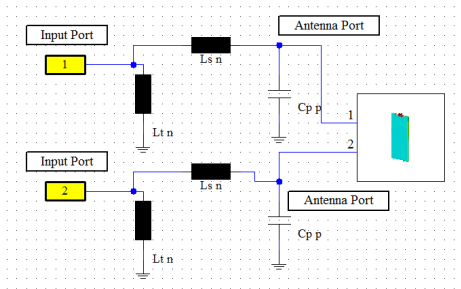 Input Port
Antenna Port
1
Ls n
Cp p
1
Lt n
2
Input Port
2
Ls n
Antenna Port
Cp p
Lt n